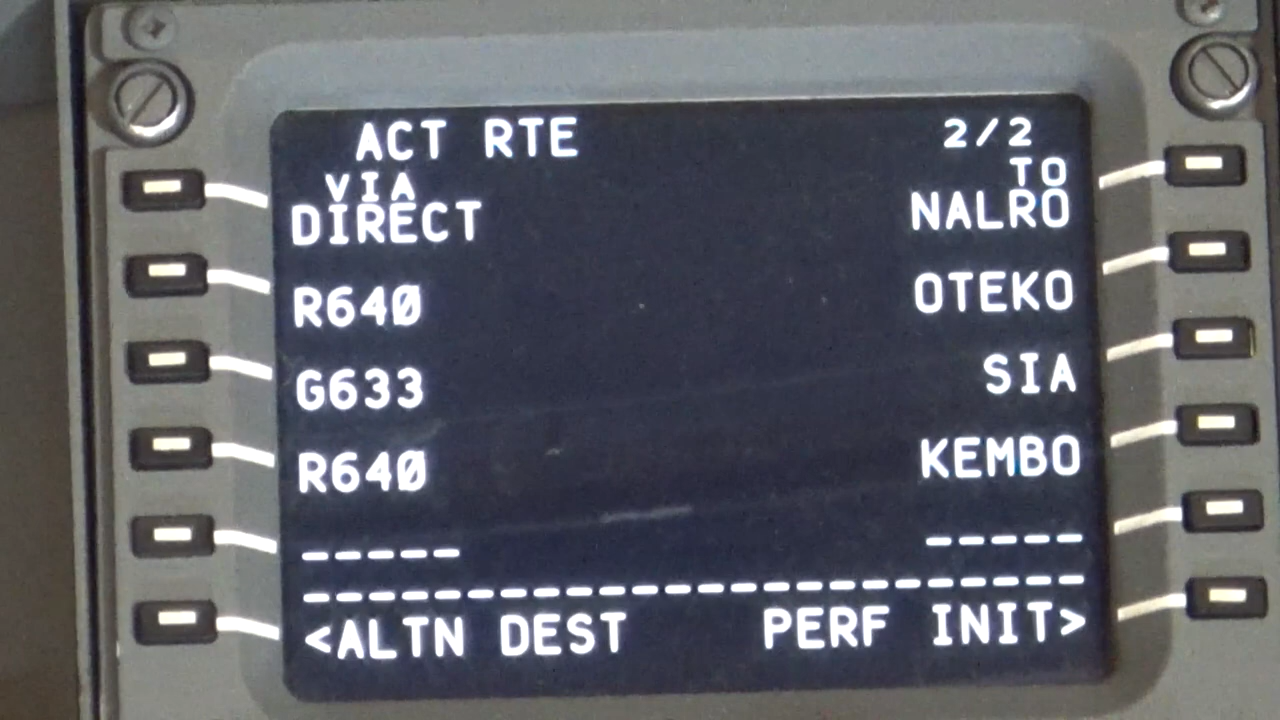 ACT RTE 2/2
VIA TO
DIRECT NALRO
R640 OTEKO
G633 SIA
R640 KEMBO
----- -----
------------------------
<ALTN DEST PERF INIT>